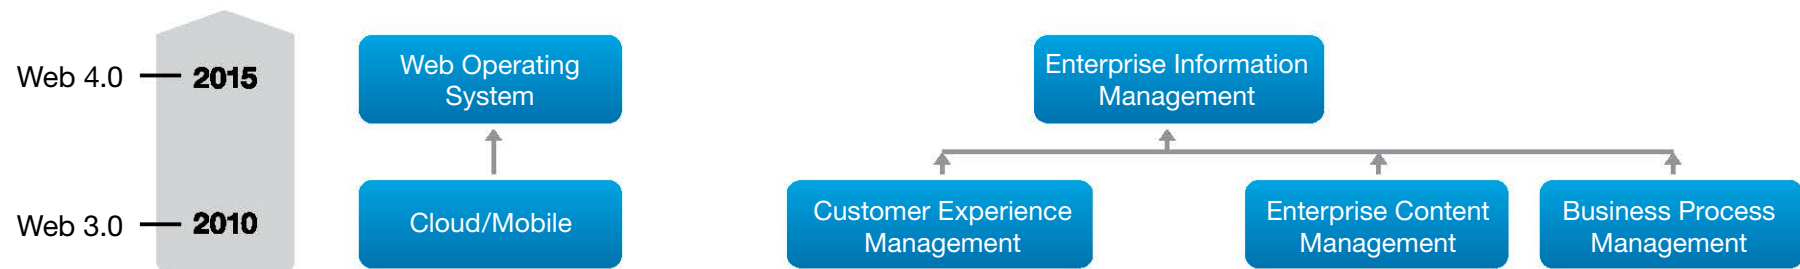 Web 4.0
2015
Web Operating
System
Enterprise Information
Management
Web 3.0
2010
Cloud/Mobile
Customer Experience
Management
Enterprise Content
Management
Business Process
Management